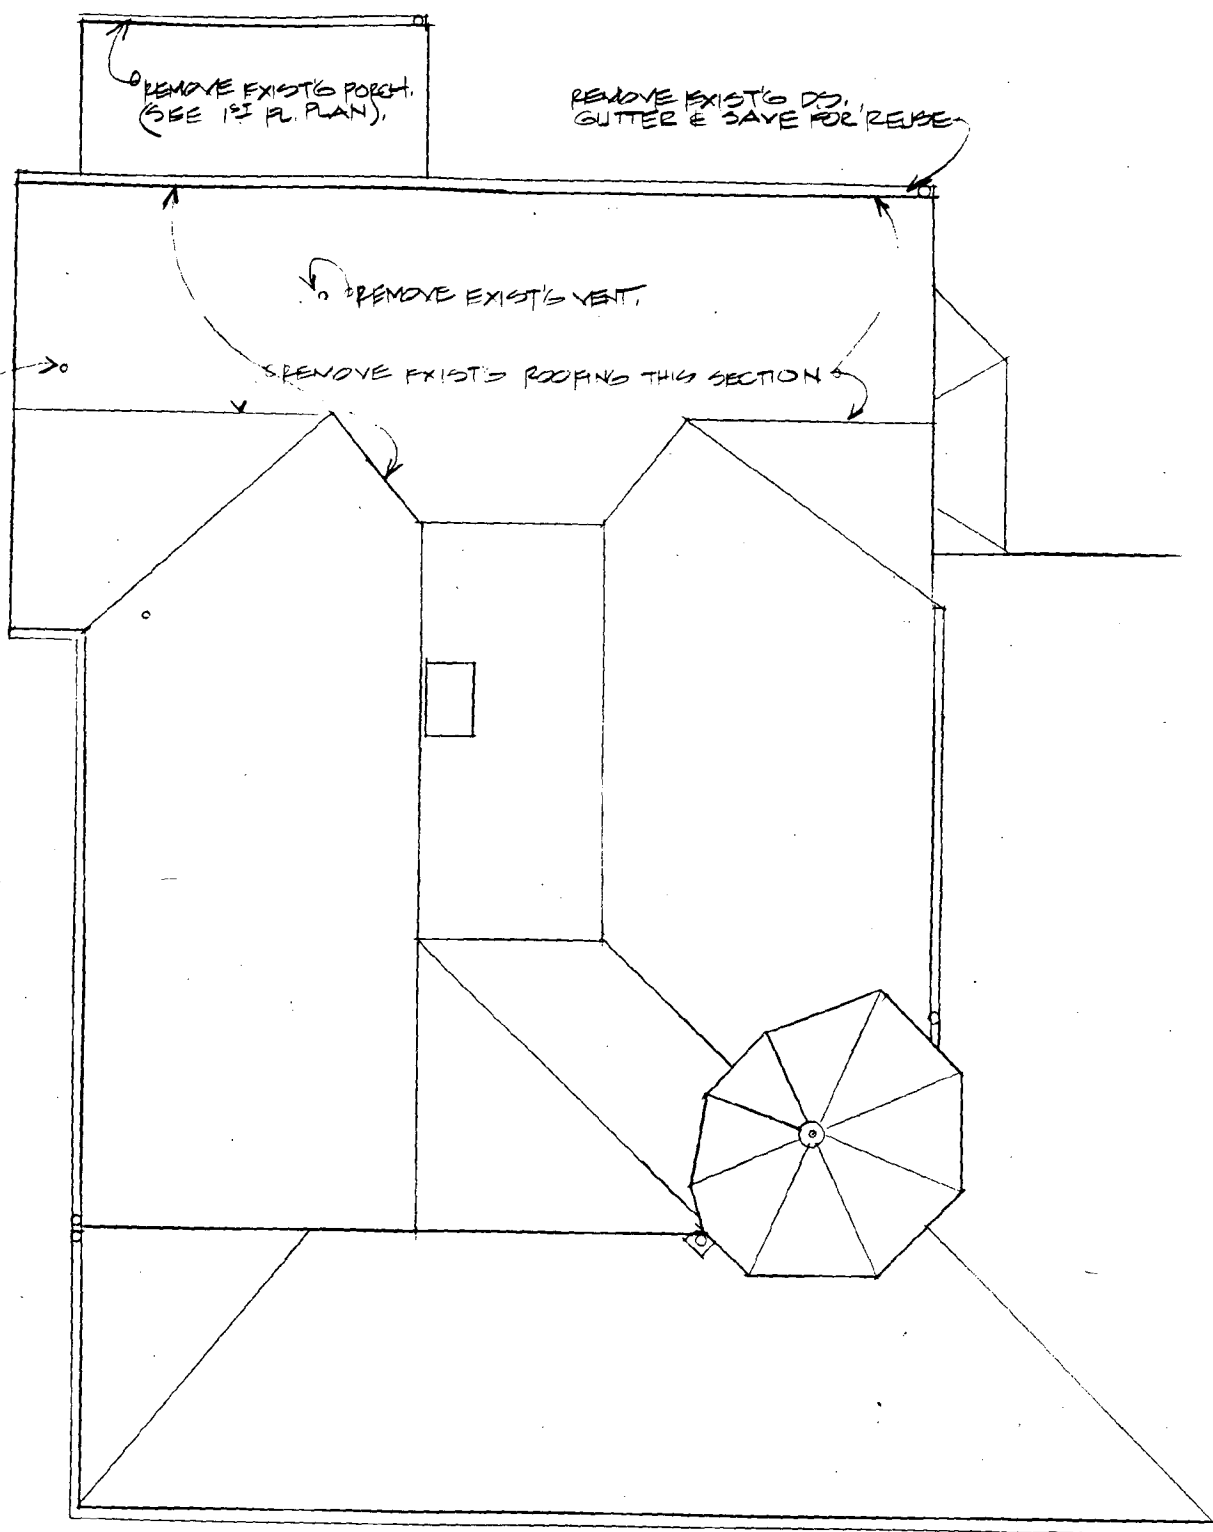 REMOVE EXIST'G PORCH.
(SEE 1ST FL. PLAN).
REMOVE EXIST'G D.S.,
GUTTER & SAVE FOR REUSE
REMOVE EXIST'G VENT.
REMOVE EXIST'G ROOFING THIS SECTION